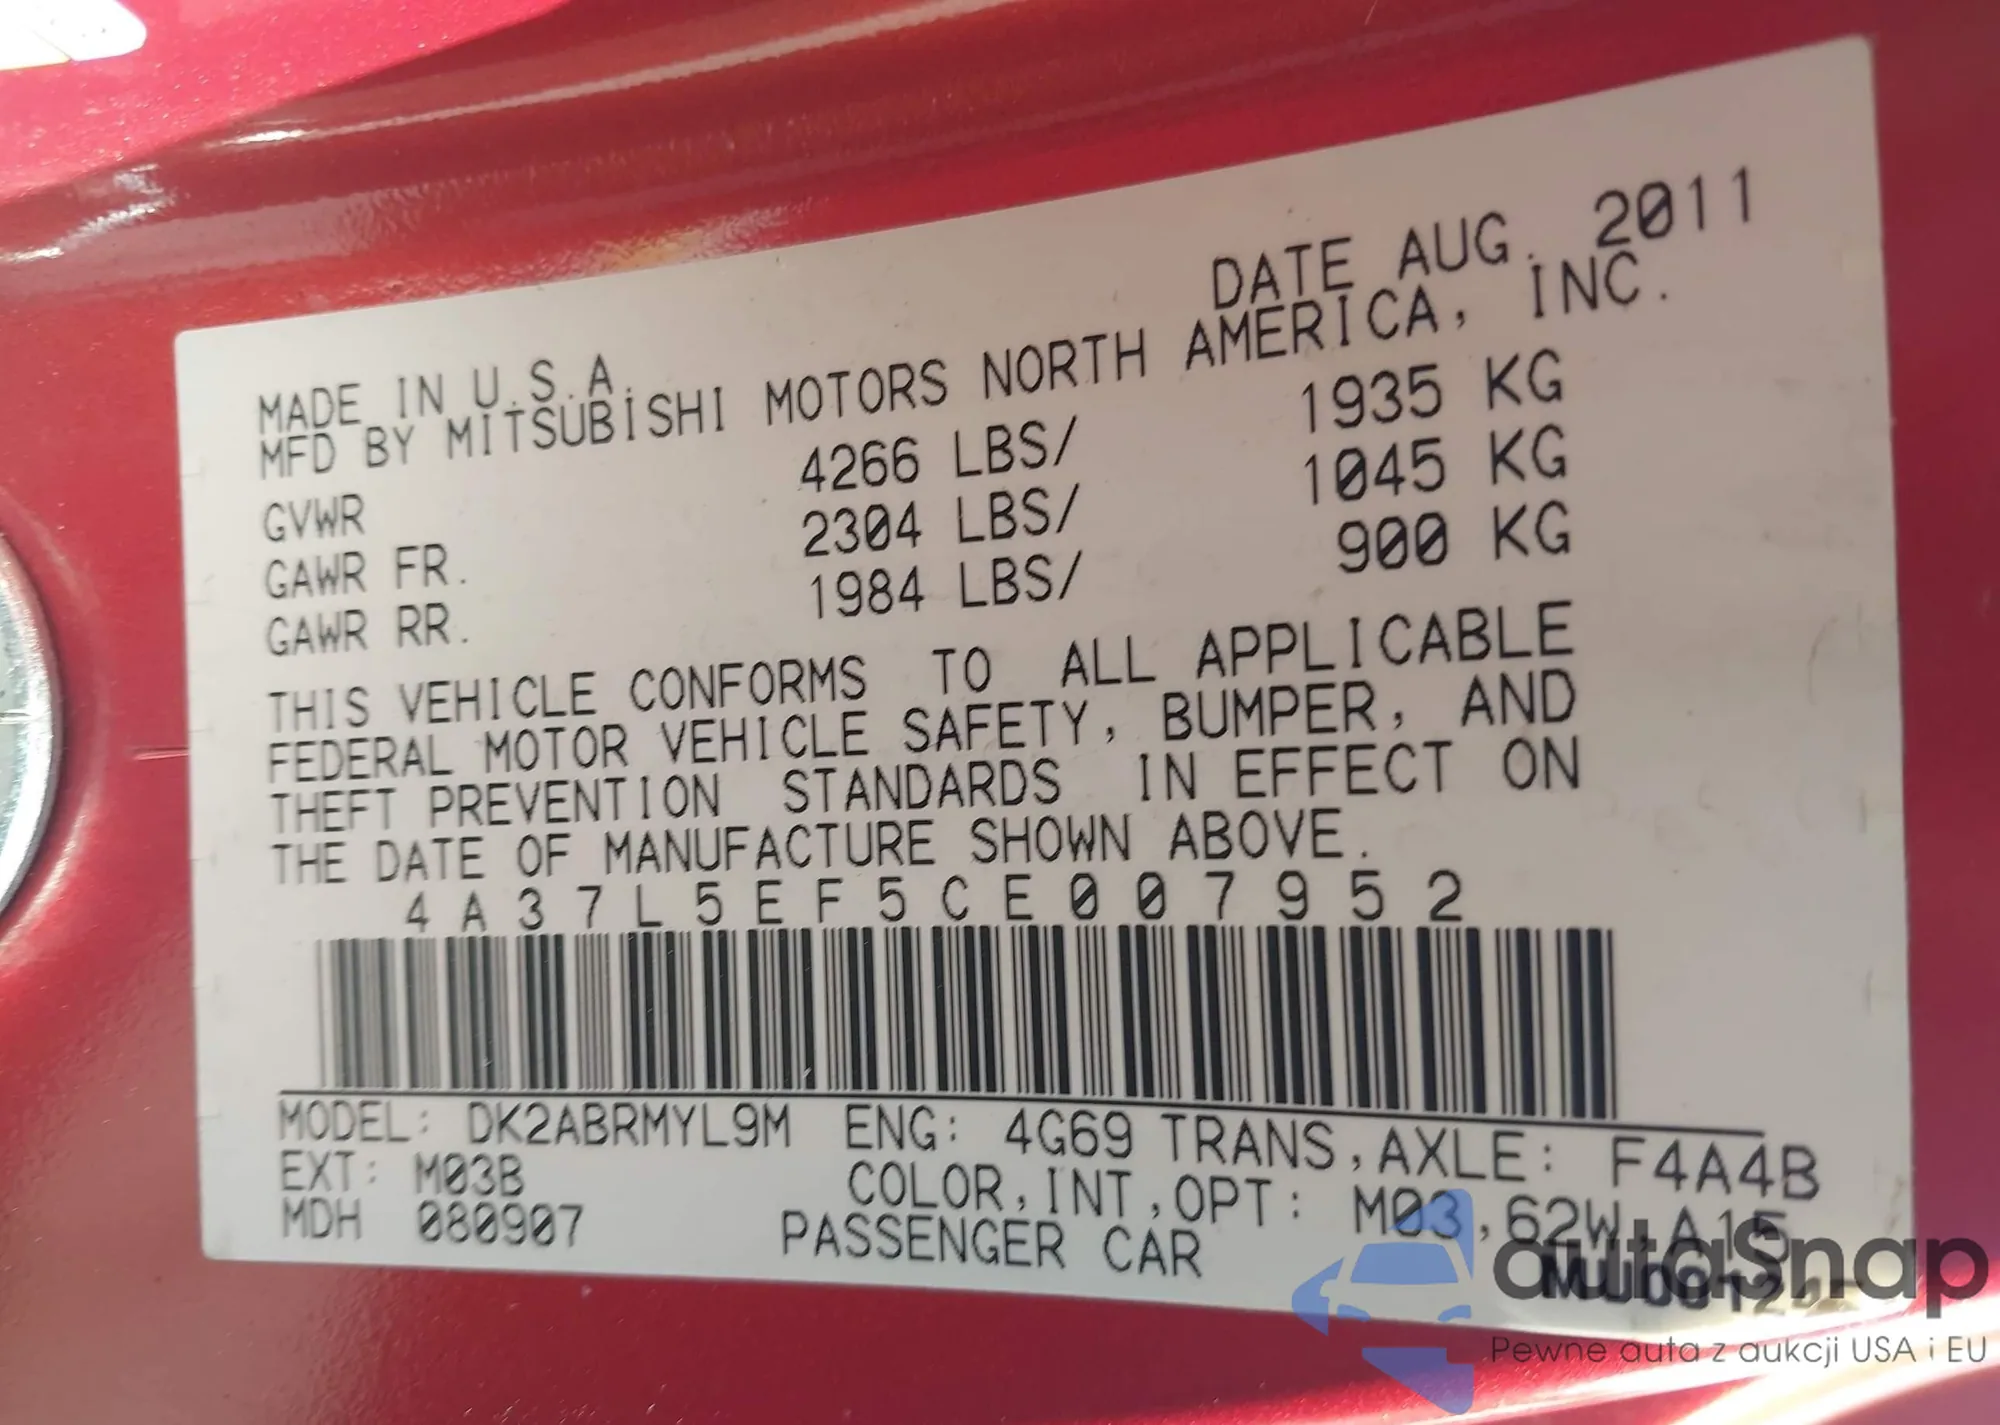 DATE AUG. 2011
MADE IN U.S.A
MFD BY MITSUBISHI MOTORS NORTH AMERICA, INC.
GVWR 4266 LBS/ 1935 KG
GAWR FR. 2304 LBS/ 1045 KG
GAWR RR. 1984 LBS/ 900 KG
THIS VEHICLE CONFORMS TO ALL APPLICABLE
FEDERAL MOTOR VEHICLE SAFETY, BUMPER, AND
THEFT PREVENTION STANDARDS IN EFFECT ON
THE DATE OF MANUFACTURE SHOWN ABOVE.
4A37L5EF5CE007952
MODEL: DK2ABRMYL9M ENG: 4G69 TRANS,AXLE: F4A4B
EXT: M03B COLOR,INT,OPT: M03,62W,A15
MDH 080907 PASSENGER CAR
autaSnap
Pewne auta z aukcji USA i EU